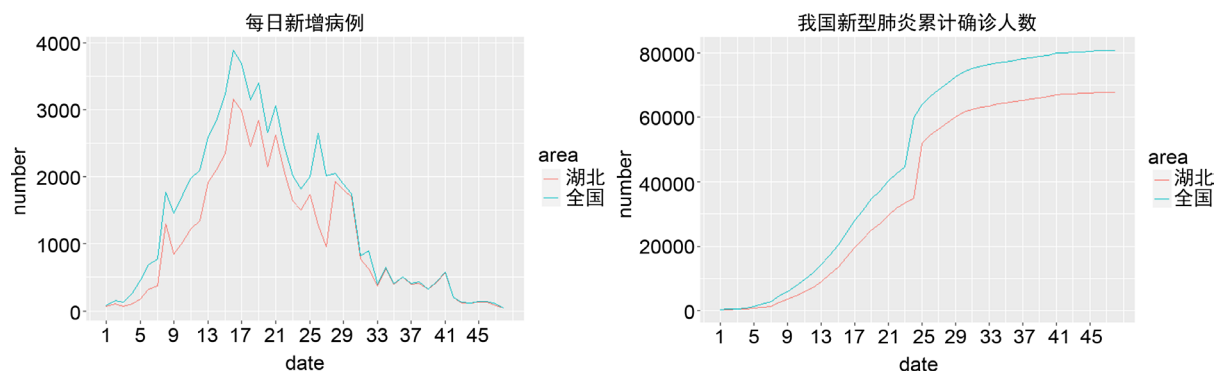 每日新增病例
4000
3000
2000
1000
0
number
1 5 9 13 17 21 25 29 33 37 41 45
date
area
湖北
全国
我国新型肺炎累计确诊人数
80000
60000
40000
20000
0
number
1 5 9 13 17 21 25 29 33 37 41 45
date
area
湖北
全国